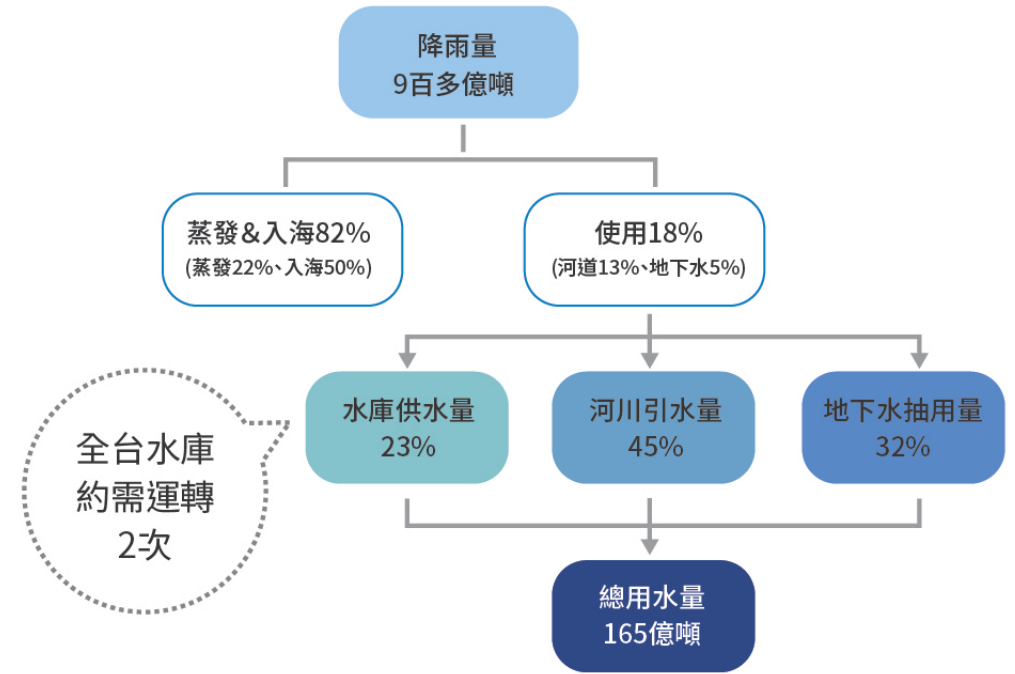 降雨量
9百多億噸
蒸發&入海82%
(蒸發22%、入海50%)
使用18%
(河道13%、地下水5%)
全台水庫
約需運轉
2次
水庫供水量
23%
河川引水量
45%
地下水抽用量
32%
總用水量
165億噸